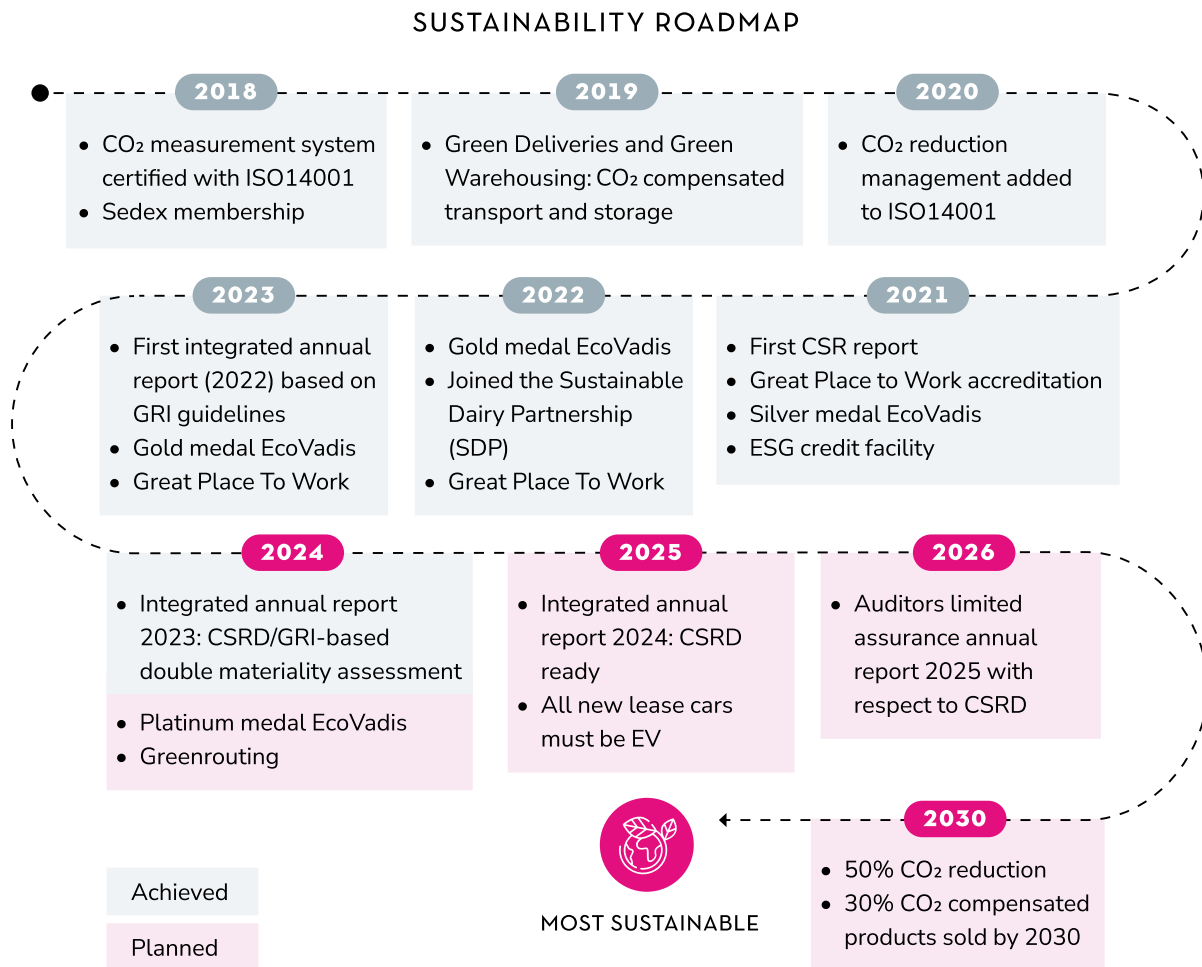 SUSTAINABILITY ROADMAP
2018
• CO₂ measurement system
certified with ISO14001
• Sedex membership
2019
• Green Deliveries and Green
Warehousing: CO₂ compensated
transport and storage
2020
• CO₂ reduction
management added
to ISO14001
2021
• First CSR report
• Great Place to Work accreditation
• Silver medal EcoVadis
• ESG credit facility
2022
• Gold medal EcoVadis
• Joined the Sustainable
Dairy Partnership
(SDP)
• Great Place To Work
2023
• First integrated annual
report (2022) based on
GRI guidelines
• Gold medal EcoVadis
• Great Place To Work
2024
• Integrated annual report
2023: CSRD/GRI-based
double materiality assessment
• Platinum medal EcoVadis
• Greenrouting
2025
• Integrated annual
report 2024: CSRD
ready
• All new lease cars
must be EV
2026
• Auditors limited
assurance annual
report 2025 with
respect to CSRD
2030
• 50% CO₂ reduction
• 30% CO₂ compensated
products sold by 2030
MOST SUSTAINABLE
Achieved
Planned